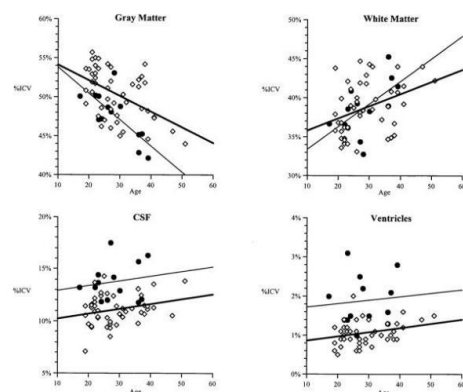 Gray Matter
60%
55%
%ICV
50%
45%
40%
10 20 30 40 50 60
Age
White Matter
50%
45%
%ICV
40%
35%
30%
10 20 30 40 50 60
Age
CSF
20%
15%
%ICV
10%
5%
10 20 30 40 50 60
Age
Ventricles
4%
3%
%ICV
2%
1%
0%
10 20 30 40 50 60
Age